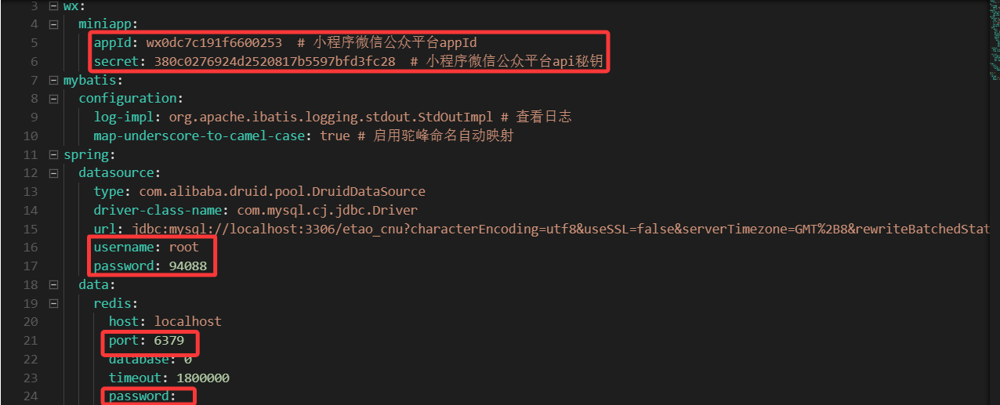 3 wx:
4 miniapp:
5 appId: wx0dc7c191f6600253 # 小程序微信公众平台appId
6 secret: 380c0276924d2520817b5597bfd3fc28 # 小程序微信公众平台api秘钥
7 mybatis:
8 configuration:
9 log-impl: org.apache.ibatis.logging.stdout.StdOutImpl # 查看日志
10 map-underscore-to-camel-case: true # 启用驼峰命名自动映射
11 spring:
12 datasource:
13 type: com.alibaba.druid.pool.DruidDataSource
14 driver-class-name: com.mysql.cj.jdbc.Driver
15 url: jdbc:mysql://localhost:3306/etao_cnu?characterEncoding=utf8&useSSL=false&serverTimezone=GMT%2B8&rewriteBatchedStat
16 username: root
17 password: 94088
18 data:
19 redis:
20 host: localhost
21 port: 6379
22 database: 0
23 timeout: 1800000
24 password: